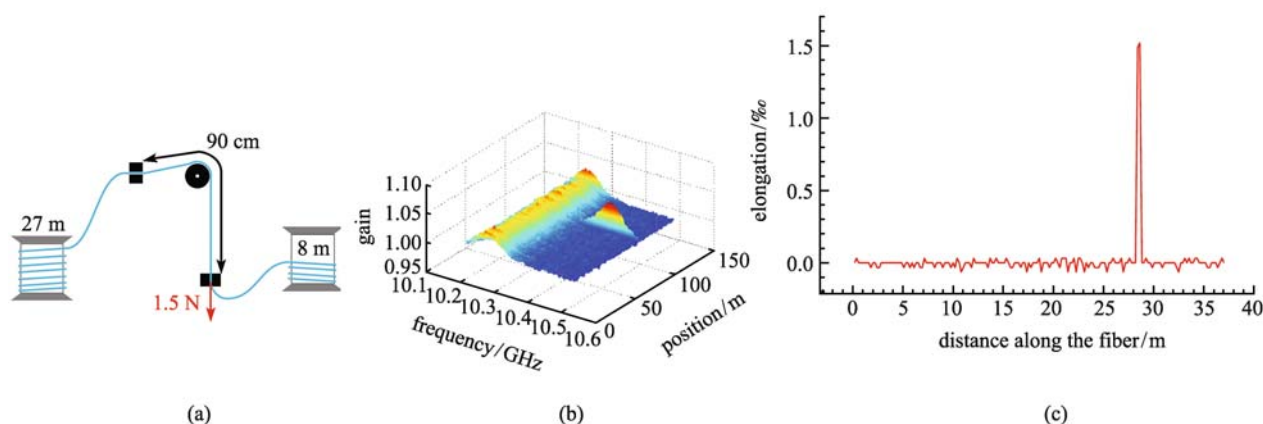 90 cm
27 m
8 m
1.5 N
(a)
gain
1.10
1.05
1.00
0.95
10.1
10.2
10.3
10.4
10.5
10.6
frequency/GHz
0
50
100
150
position/m
(b)
elongation/‰
1.5
1.0
0.5
0.0
0
5
10
15
20
25
30
35
40
distance along the fiber/m
(c)